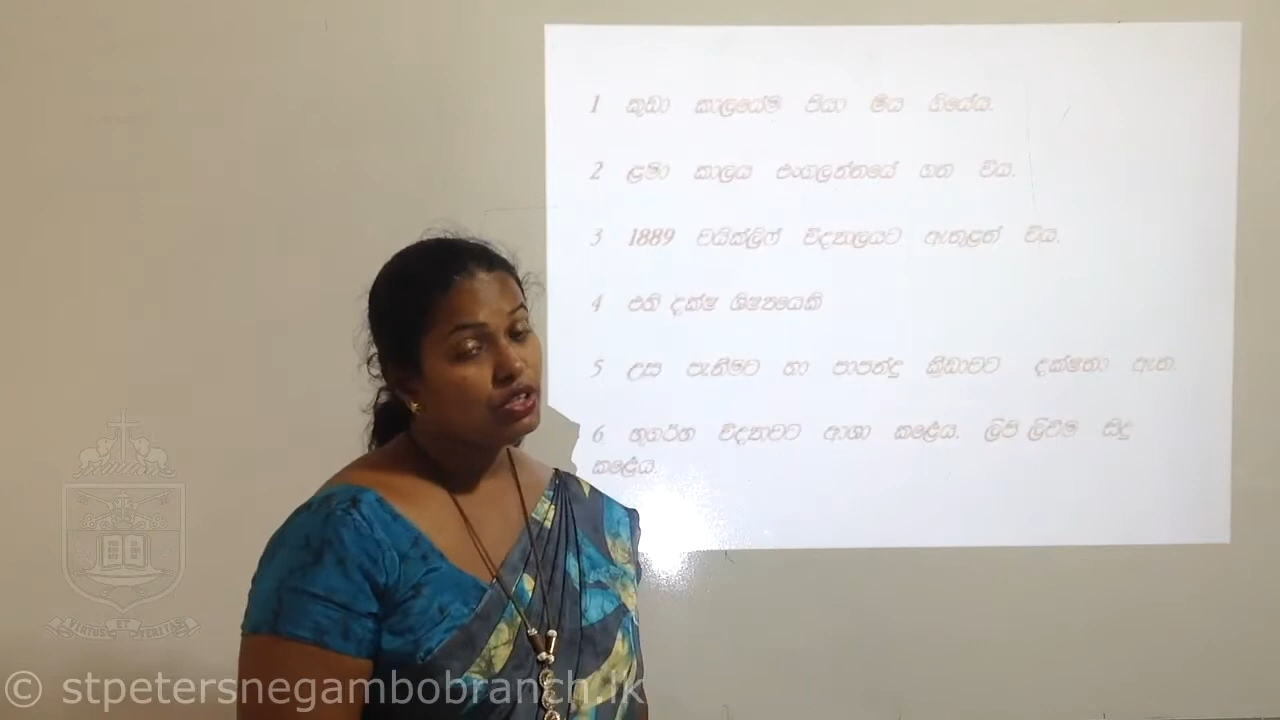 1 කුඩා කාලයේම පියා මිය ගියේය.
2 ළමා කාලය එංගලන්තයේ ගත විය.
3 1889 වයික්ලිෆ් විද්‍යාලයට ඇතුළත් විය.
4 එහි දක්ෂ ශිෂ්‍යයෙකි
5 උස පැනීමට හා පාපන්දු ක්‍රීඩාවට දක්ෂතා ඇත.
6 භූගර්භ විද්‍යාවට ආශා කළේය. ලිපි ලිවීම සිදු
කළේය.
VIRTUS ET VERITAS
© stpetersnegambobranch.lk